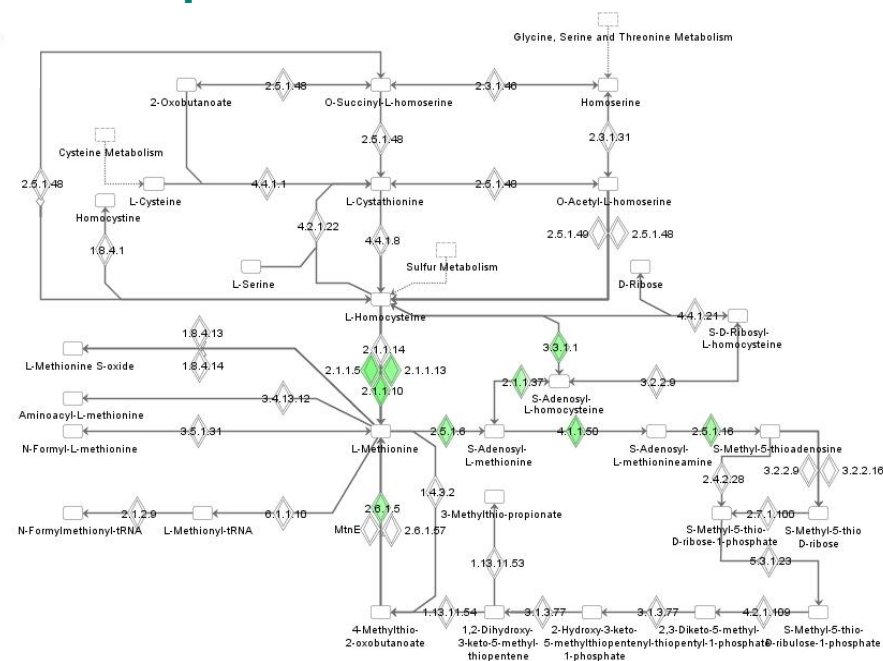 Glycine, Serine and Threonine Metabolism
2.5.1.48
2.3.1.46
2-Oxobutanoate
O-Succinyl-L-homoserine
Homoserine
2.5.1.48
2.3.1.31
Cysteine Metabolism
2.5.1.48
4.4.1.1
2.5.1.48
L-Cysteine
L-Cystathionine
O-Acetyl-L-homoserine
Homocystine
4.2.1.22
2.5.1.49
2.5.1.48
4.4.1.8
1.8.4.1
Sulfur Metabolism
L-Serine
D-Ribose
L-Homocysteine
4.4.1.21
S-D-Ribosyl-
L-homocysteine
1.8.4.13
2.1.1.14
3.3.1.1
L-Methionine S-oxide
1.8.4.14
2.1.1.5
2.1.1.13
2.1.1.10
2.1.1.37
3.2.2.9
S-Adenosyl-
L-homocysteine
3.4.13.12
Aminoacyl-L-methionine
3.5.1.31
2.5.1.6
4.1.1.50
2.5.1.16
N-Formyl-L-methionine
L-Methionine
S-Adenosyl-
L-methionine
S-Adenosyl-
L-methionineamine
S-Methyl-5-thioadenosine
3.2.2.9
3.2.2.16
2.4.2.28
1.4.3.2
2.6.1.5
3-Methylthio-propionate
2.1.2.9
6.1.1.10
2.7.1.100
N-Formylmethionyl-tRNA
L-Methionyl-tRNA
MtnE
2.6.1.57
S-Methyl-5-thio-
D-ribose-1-phosphate
S-Methyl-5-thio
D-ribose
1.13.11.53
5.3.1.23
1.13.11.54
3.1.3.77
3.1.3.77
4.2.1.109
4-Methylthio-
2-oxobutanoate
1,2-Dihydroxy-
3-keto-5-methyl-
thiopentene
2-Hydroxy-3-keto-
5-methylthiopentenyl-
1-phosphate
2,3-Diketo-5-methyl-
thiopentyl-1-phosphate
S-Methyl-5-thio-
D-ribulose-1-phosphate